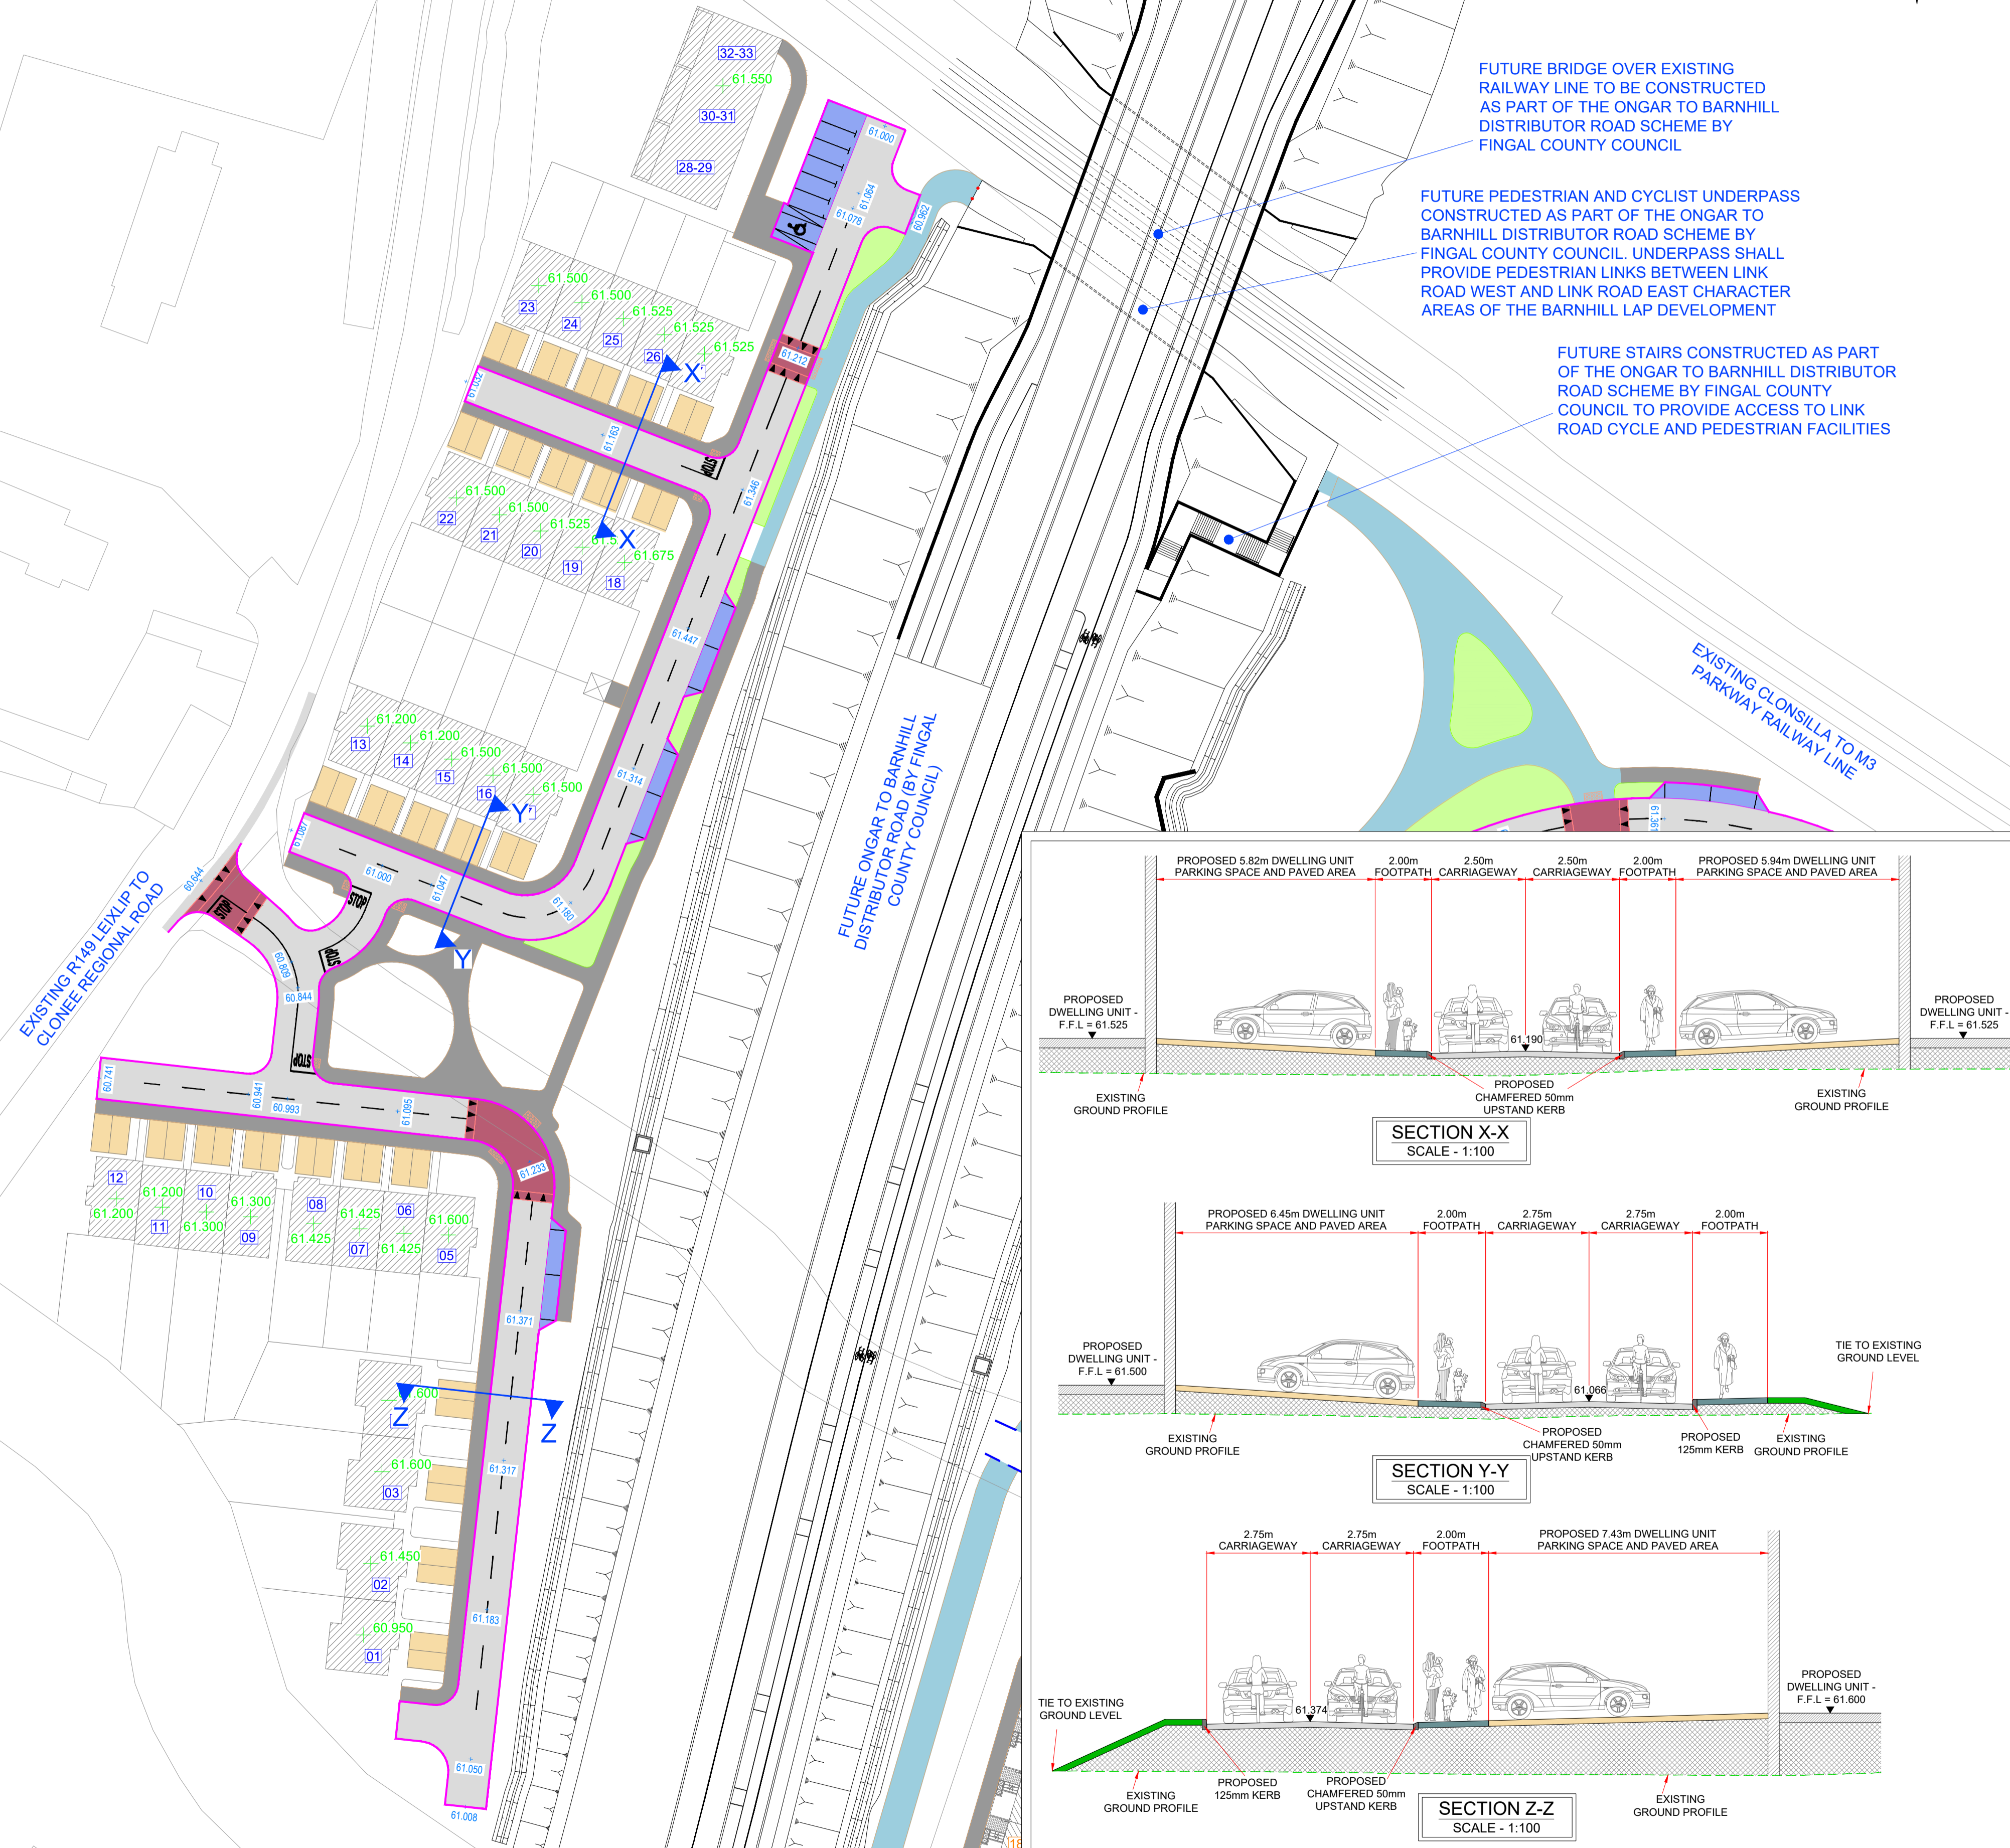 32-33
61.550
30-31
28-29
61.000
61.064
61.078
60.962
FUTURE BRIDGE OVER EXISTING
RAILWAY LINE TO BE CONSTRUCTED
AS PART OF THE ONGAR TO BARNHILL
DISTRIBUTOR ROAD SCHEME BY
FINGAL COUNTY COUNCIL
FUTURE PEDESTRIAN AND CYCLIST UNDERPASS
CONSTRUCTED AS PART OF THE ONGAR TO
BARNHILL DISTRIBUTOR ROAD SCHEME BY
FINGAL COUNTY COUNCIL. UNDERPASS SHALL
PROVIDE PEDESTRIAN LINKS BETWEEN LINK
ROAD WEST AND LINK ROAD EAST CHARACTER
AREAS OF THE BARNHILL LAP DEVELOPMENT
FUTURE STAIRS CONSTRUCTED AS PART
OF THE ONGAR TO BARNHILL DISTRIBUTOR
ROAD SCHEME BY FINGAL COUNTY
COUNCIL TO PROVIDE ACCESS TO LINK
ROAD CYCLE AND PEDESTRIAN FACILITIES
61.500
23
61.500
24
61.525
25
61.525
26
61.525
X
61.212
61.163
STOP
61.346
61.500
22
61.500
21
61.525
20
19
X
61.675
18
61.447
61.200
13
61.200
14
61.500
15
61.500
16
61.500
Y
61.314
61.087
61.000
61.047
61.180
STOP
Y
60.644
STOP
STOP
60.809
60.844
STOP
EXISTING R149 LEIXLIP TO
CLONEE REGIONAL ROAD
FUTURE ONGAR TO BARNHILL
DISTRIBUTOR ROAD (BY FINGAL
COUNTY COUNCIL)
EXISTING CLONSILLA TO M3
PARKWAY RAILWAY LINE
60.741
60.941
60.993
61.095
61.233
12
61.200
61.200
11
10
61.300
61.300
09
08
61.425
61.425
07
06
61.425
61.600
05
61.371
Z
Z
61.600
03
61.317
61.450
02
60.950
01
61.183
61.050
61.008
PROPOSED 5.82m DWELLING UNIT
PARKING SPACE AND PAVED AREA
2.00m
FOOTPATH
2.50m
CARRIAGEWAY
2.50m
CARRIAGEWAY
2.00m
FOOTPATH
PROPOSED 5.94m DWELLING UNIT
PARKING SPACE AND PAVED AREA
PROPOSED
DWELLING UNIT -
F.F.L = 61.525
61.190
PROPOSED
DWELLING UNIT -
F.F.L = 61.525
EXISTING
GROUND PROFILE
PROPOSED
CHAMFERED 50mm
UPSTAND KERB
EXISTING
GROUND PROFILE
SECTION X-X
SCALE - 1:100
PROPOSED 6.45m DWELLING UNIT
PARKING SPACE AND PAVED AREA
2.00m
FOOTPATH
2.75m
CARRIAGEWAY
2.75m
CARRIAGEWAY
2.00m
FOOTPATH
PROPOSED
DWELLING UNIT -
F.F.L = 61.500
61.066
TIE TO EXISTING
GROUND LEVEL
EXISTING
GROUND PROFILE
PROPOSED
CHAMFERED 50mm
UPSTAND KERB
PROPOSED
125mm KERB
EXISTING
GROUND PROFILE
SECTION Y-Y
SCALE - 1:100
2.75m
CARRIAGEWAY
2.75m
CARRIAGEWAY
2.00m
FOOTPATH
PROPOSED 7.43m DWELLING UNIT
PARKING SPACE AND PAVED AREA
TIE TO EXISTING
GROUND LEVEL
61.374
PROPOSED
DWELLING UNIT -
F.F.L = 61.600
EXISTING
GROUND PROFILE
PROPOSED
125mm KERB
PROPOSED
CHAMFERED 50mm
UPSTAND KERB
EXISTING
GROUND PROFILE
SECTION Z-Z
SCALE - 1:100